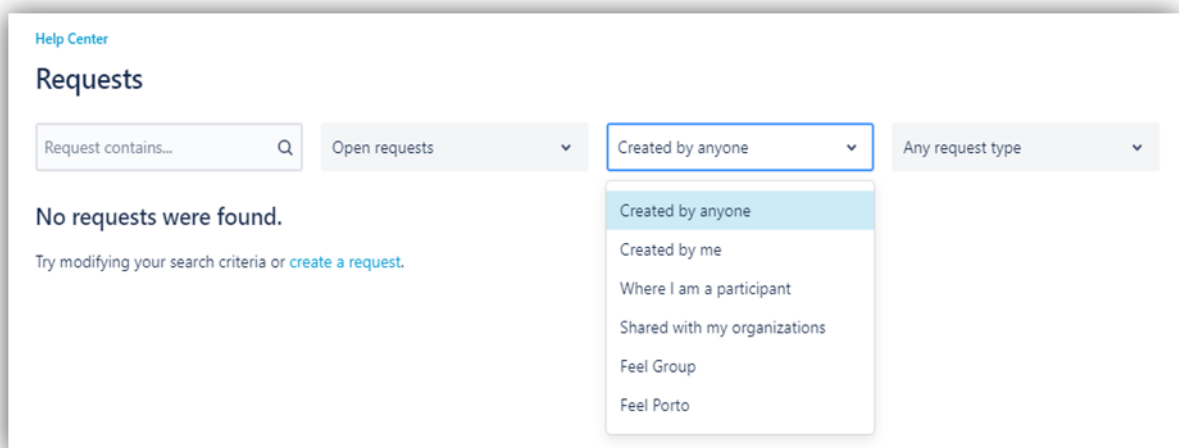 Help Center
Requests
Request contains...
Open requests
Created by anyone
Any request type
No requests were found.
Try modifying your search criteria or create a request.
Created by anyone
Created by me
Where I am a participant
Shared with my organizations
Feel Group
Feel Porto